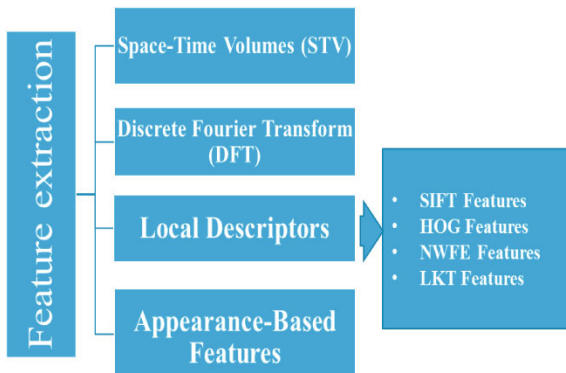 Feature extraction
Space-Time Volumes (STV)
Discrete Fourier Transform
(DFT)
Local Descriptors
Appearance-Based
Features
• SIFT Features
• HOG Features
• NWFE Features
• LKT Features